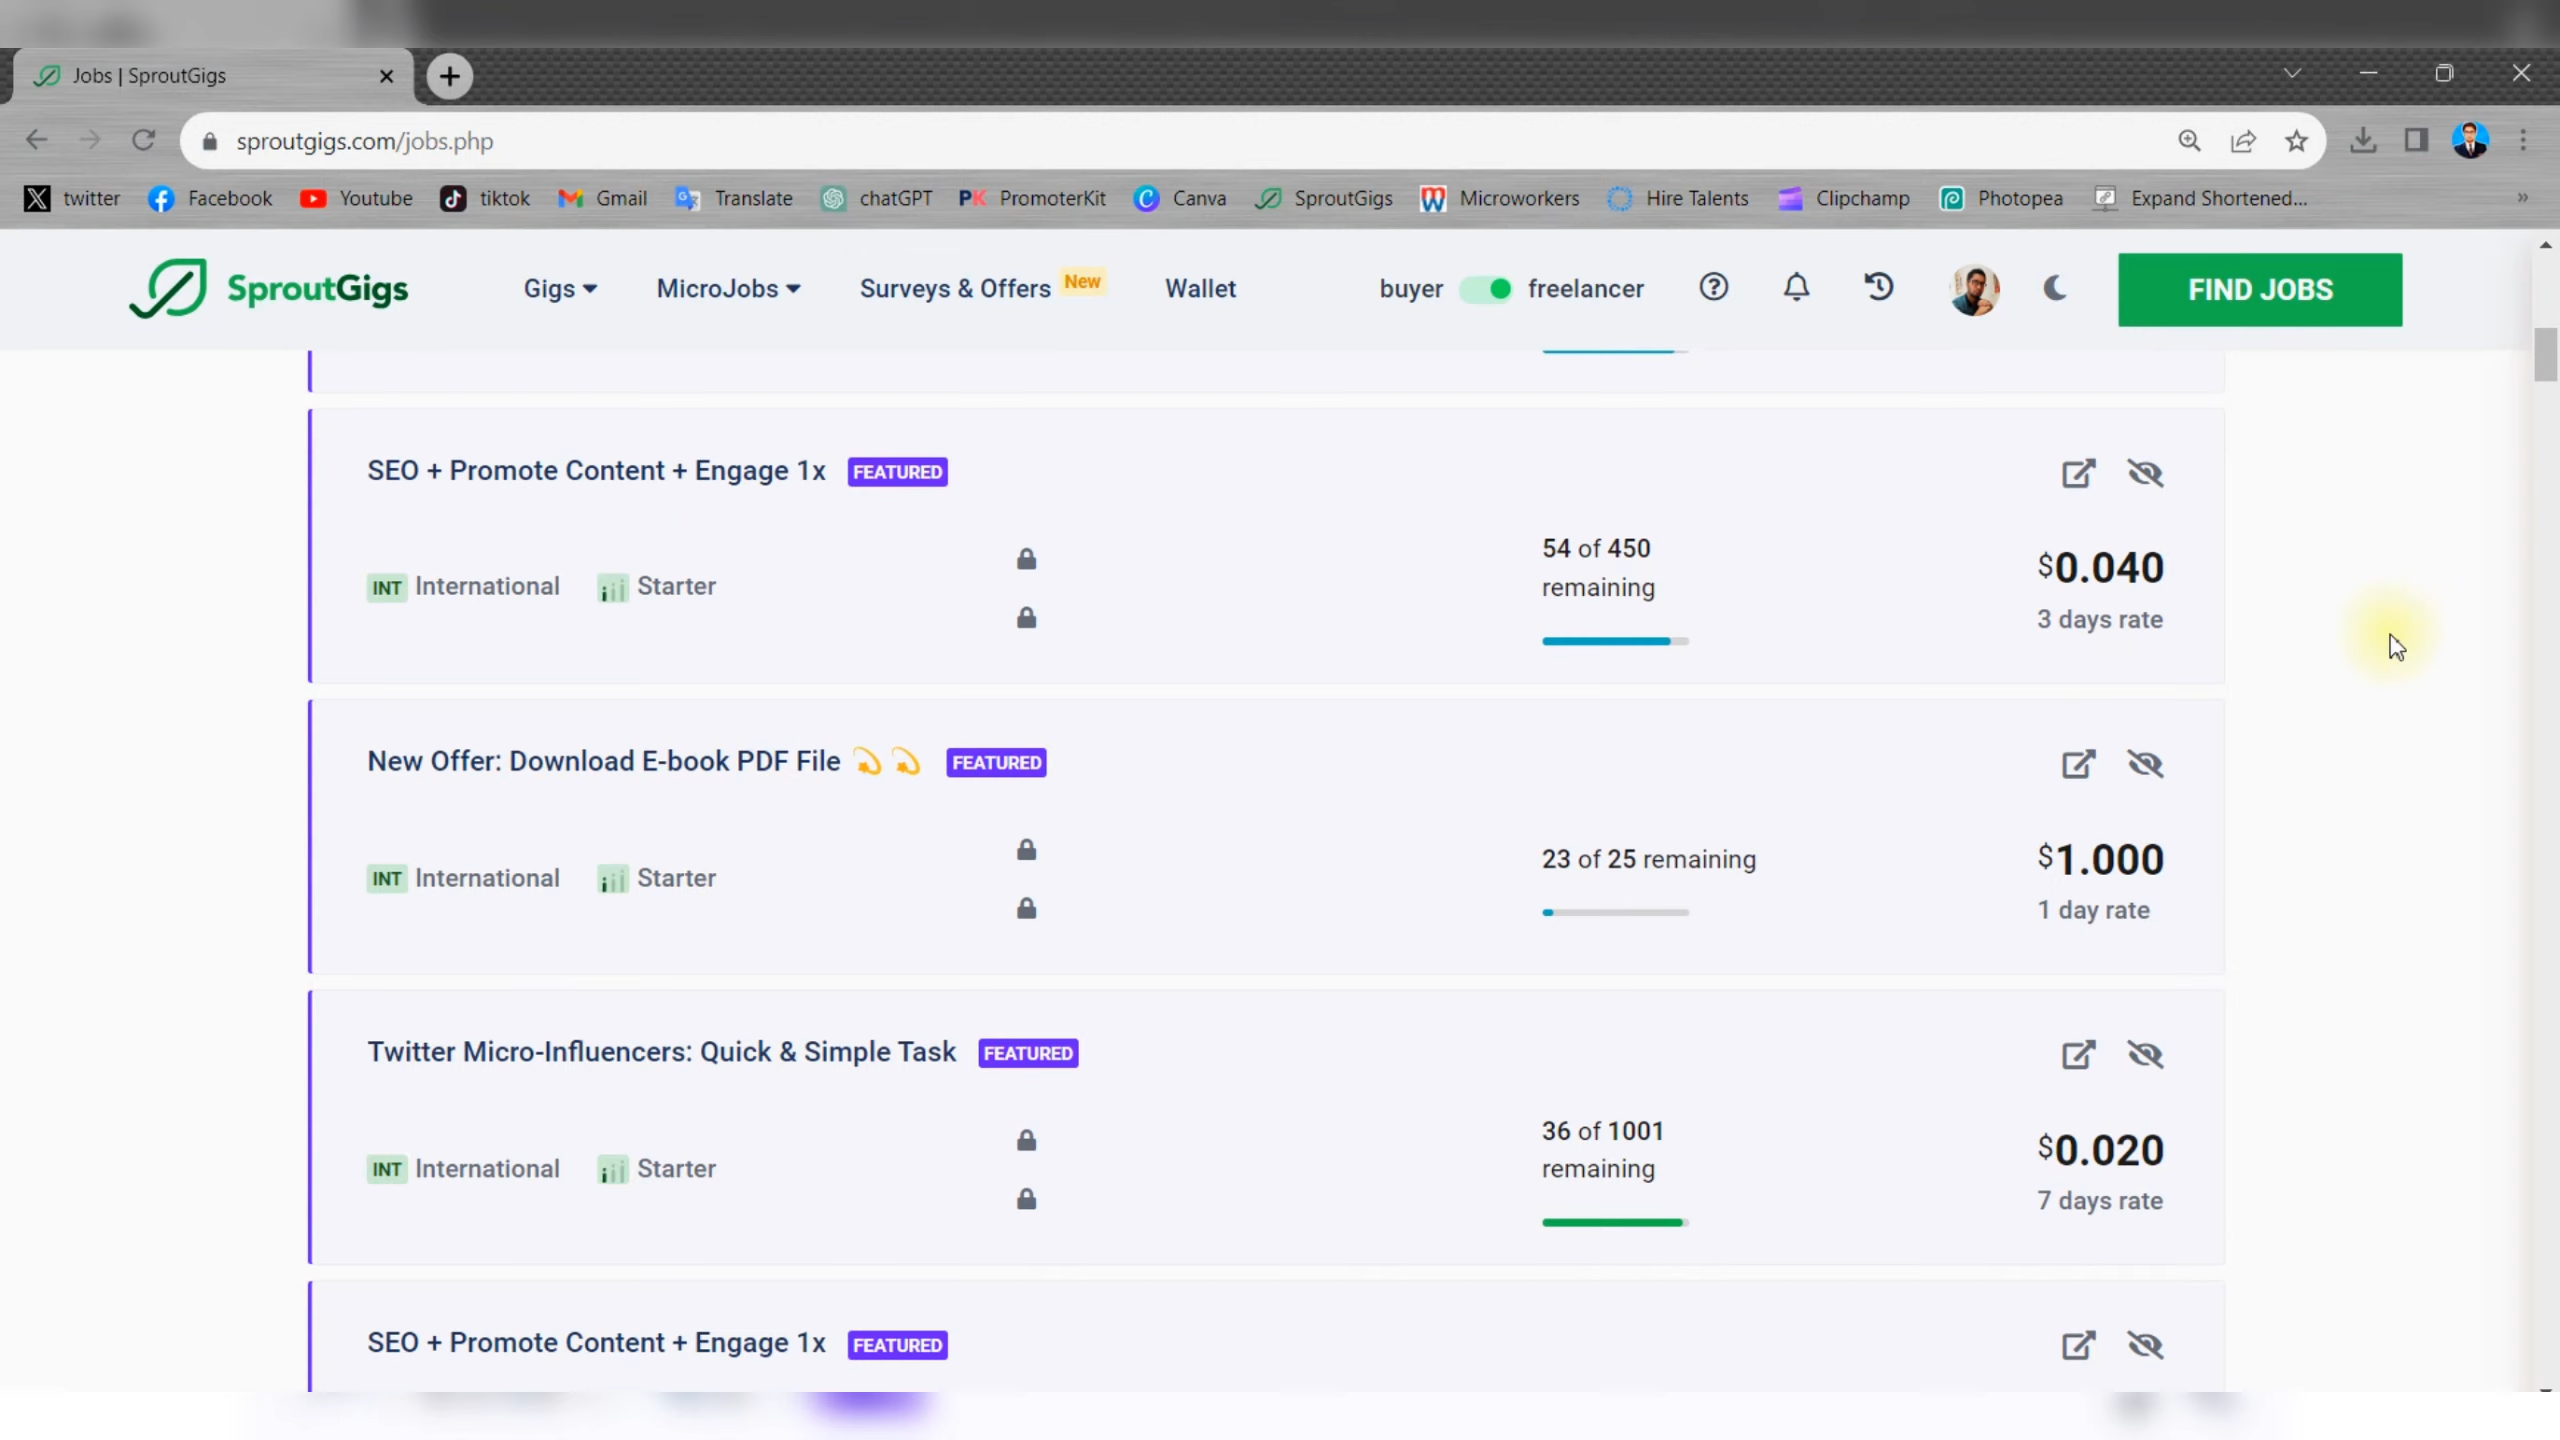 Jobs | SproutGigs
sproutgigs.com/jobs.php
twitter Facebook Youtube tiktok Gmail Translate chatGPT PK PromoterKit Canva SproutGigs Microworkers Hire Talents Clipchamp Photopea Expand Shortened... »
SproutGigs Gigs MicroJobs Surveys & Offers New Wallet buyer freelancer FIND JOBS
SEO + Promote Content + Engage 1x FEATURED
54 of 450
remaining
INT International Starter
$0.040
3 days rate
New Offer: Download E-book PDF File 💫 💫 FEATURED
INT International Starter
23 of 25 remaining
$1.000
1 day rate
Twitter Micro-Influencers: Quick & Simple Task FEATURED
36 of 1001
remaining
INT International Starter
$0.020
7 days rate
SEO + Promote Content + Engage 1x FEATURED